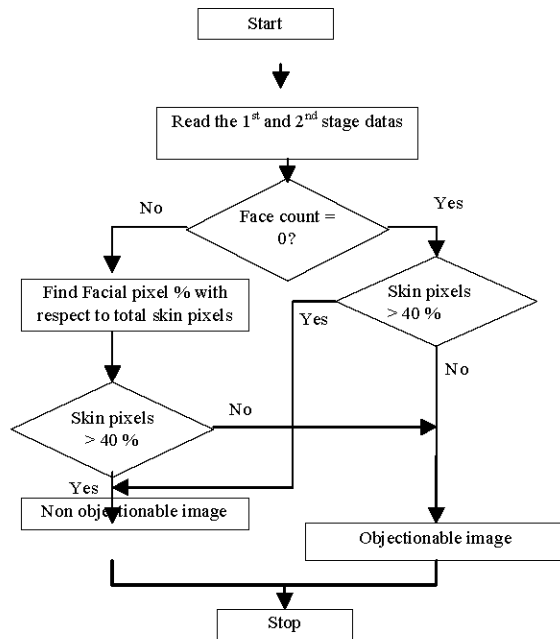 Start
Read the 1st and 2nd stage datas
Face count =
0?
No
Yes
Find Facial pixel % with
respect to total skin pixels
Skin pixels
> 40 %
Yes
No
Skin pixels
> 40 %
No
Yes
Non objectionable image
Objectionable image
Stop